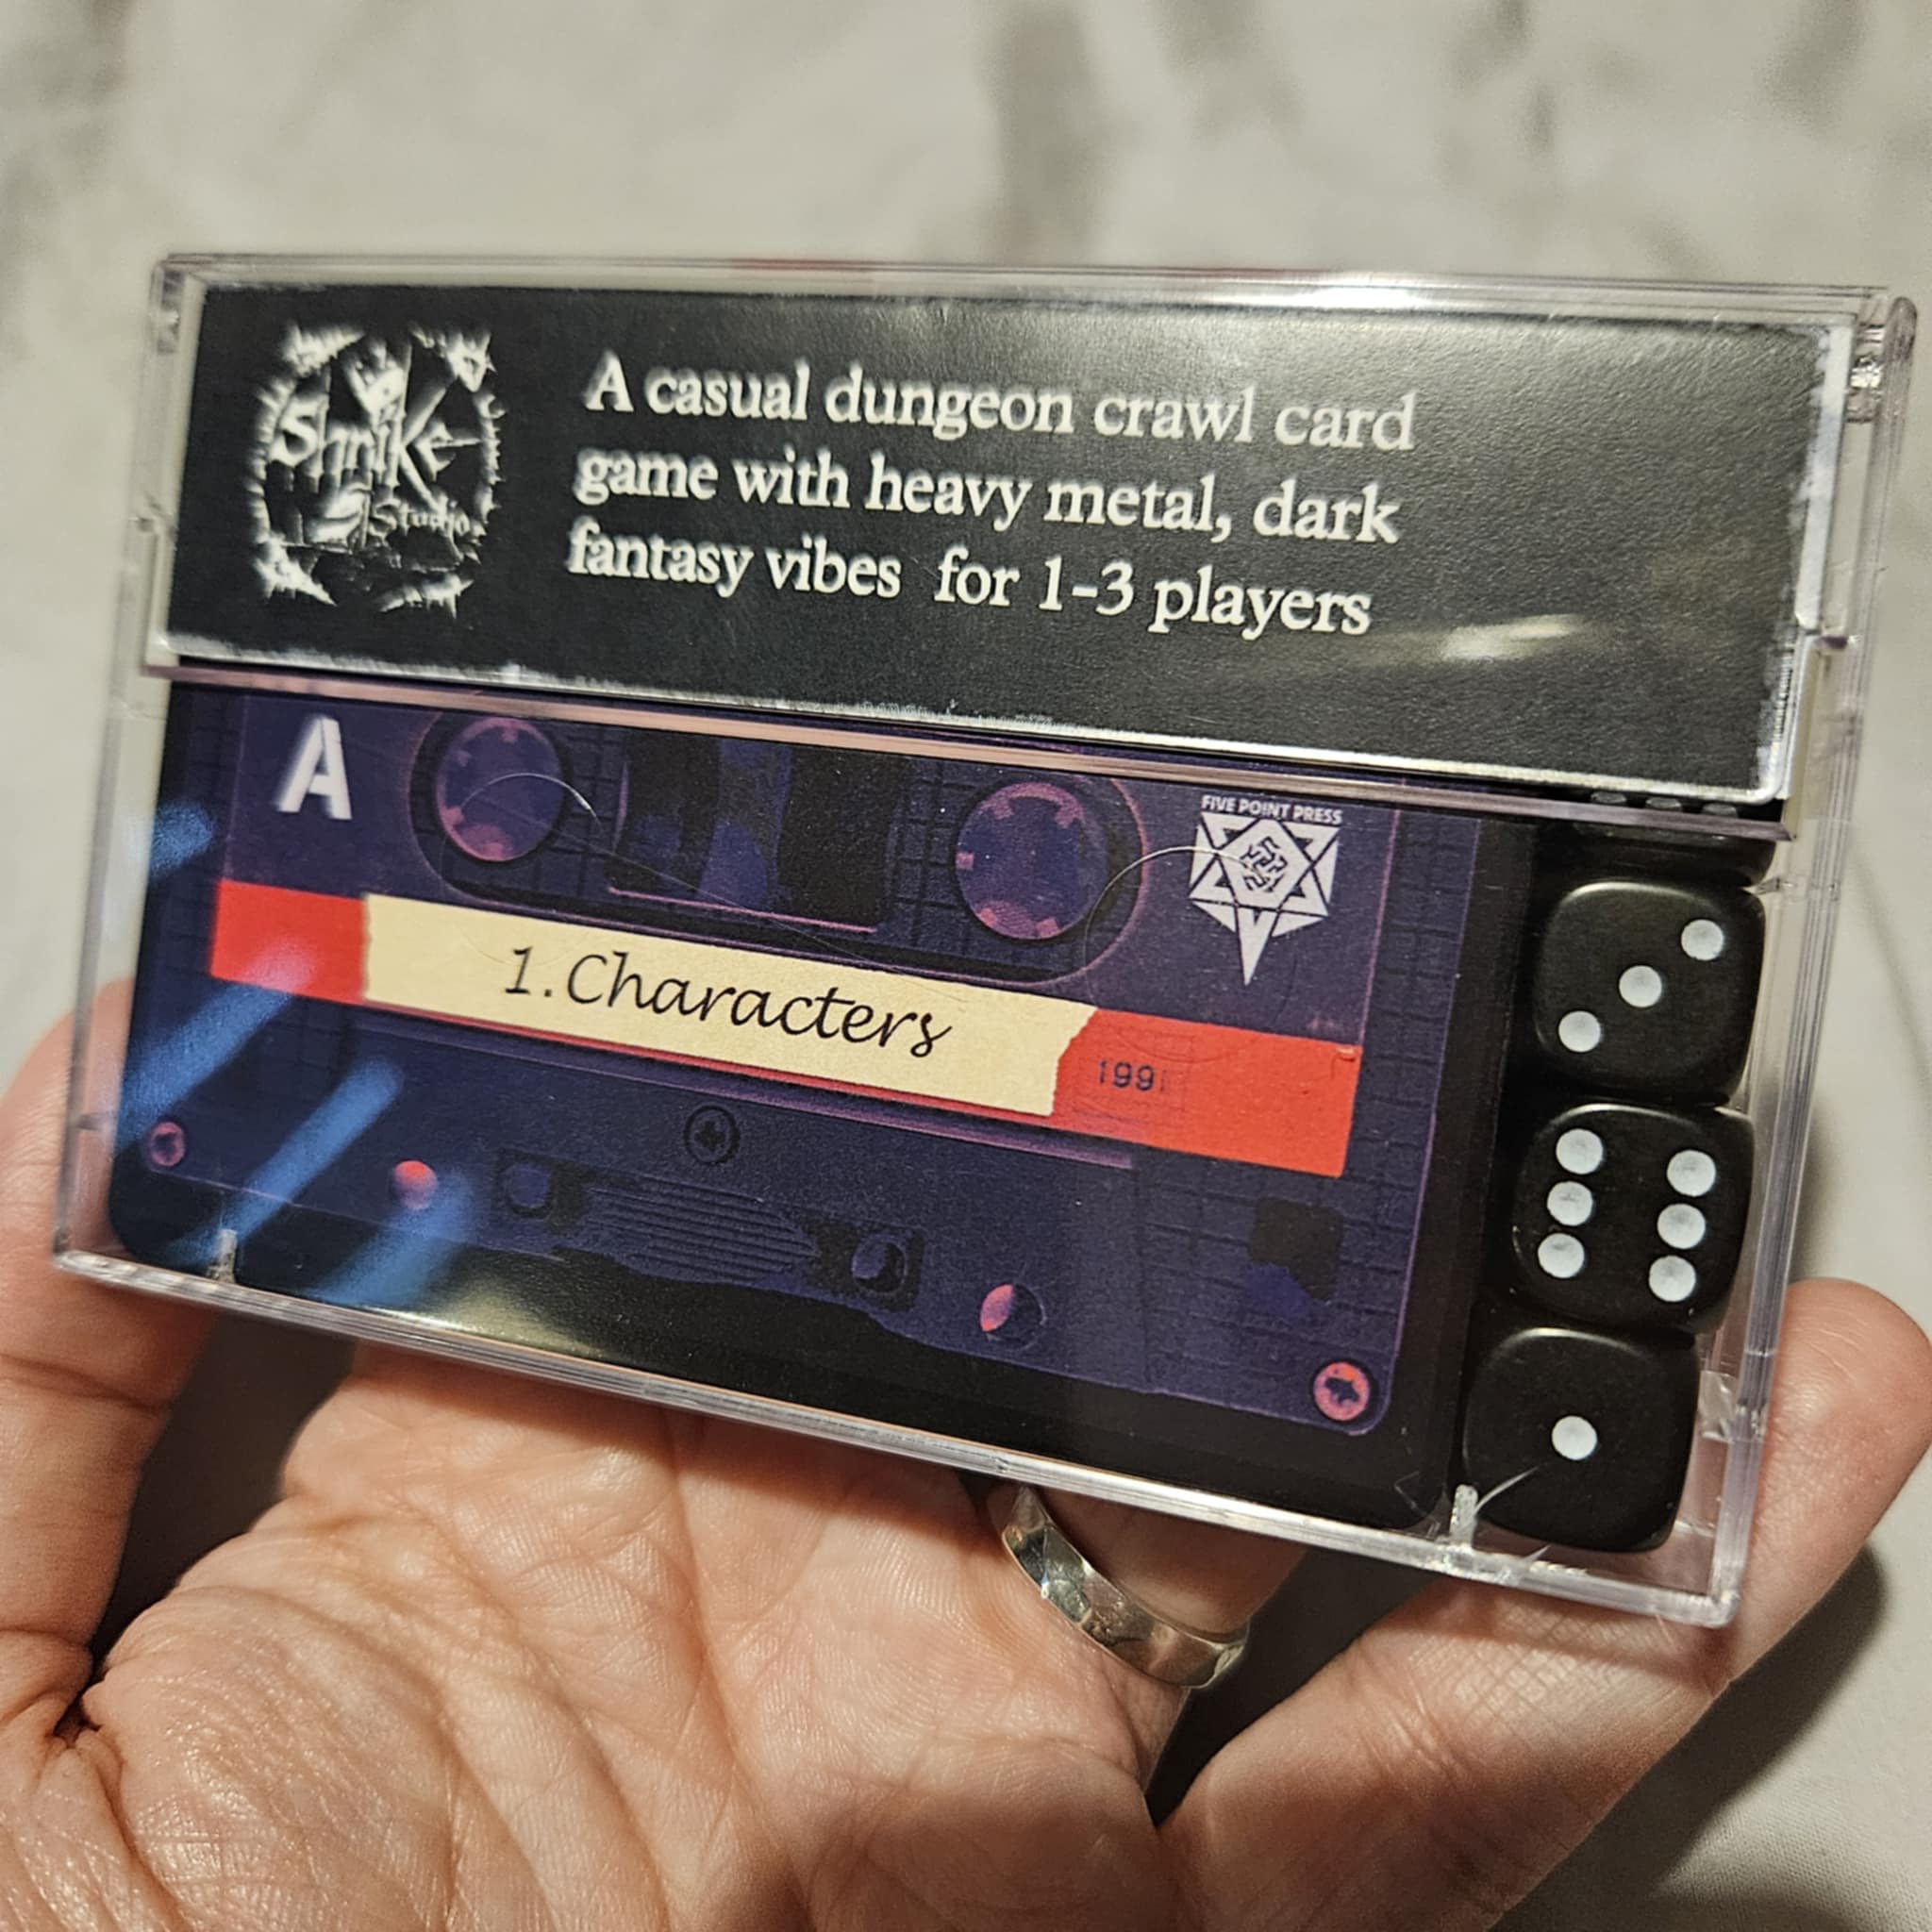 Shrike
Studio
A casual dungeon crawl card
game with heavy metal, dark
fantasy vibes for 1-3 players
A
FIVE POINT PRESS
1. Characters
199